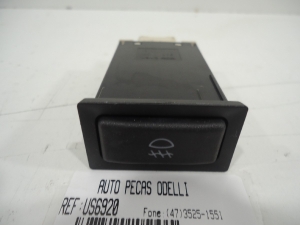 AUTO PECAS ODELLI
REF:US6920
Fone (47)3525-1551